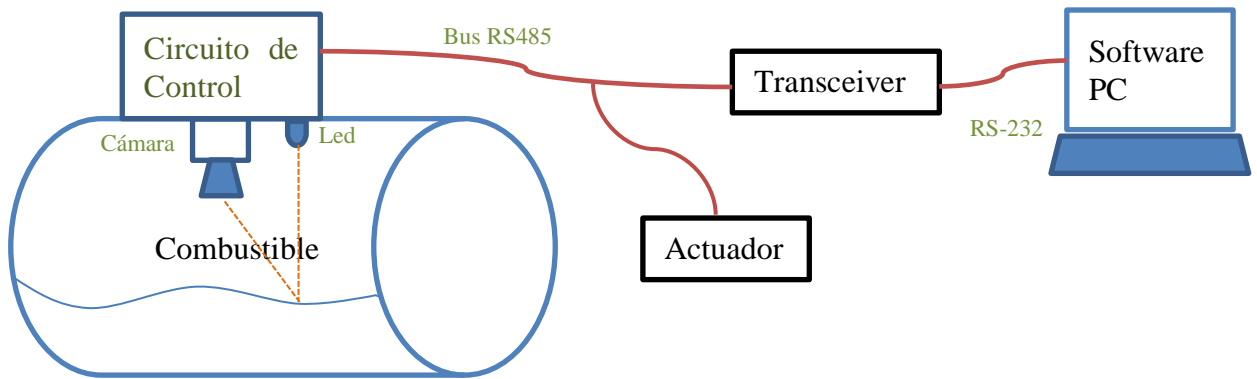 Circuito de
Control
Bus RS485
Transceiver
Software
PC
RS-232
Cámara
Led
Combustible
Actuador